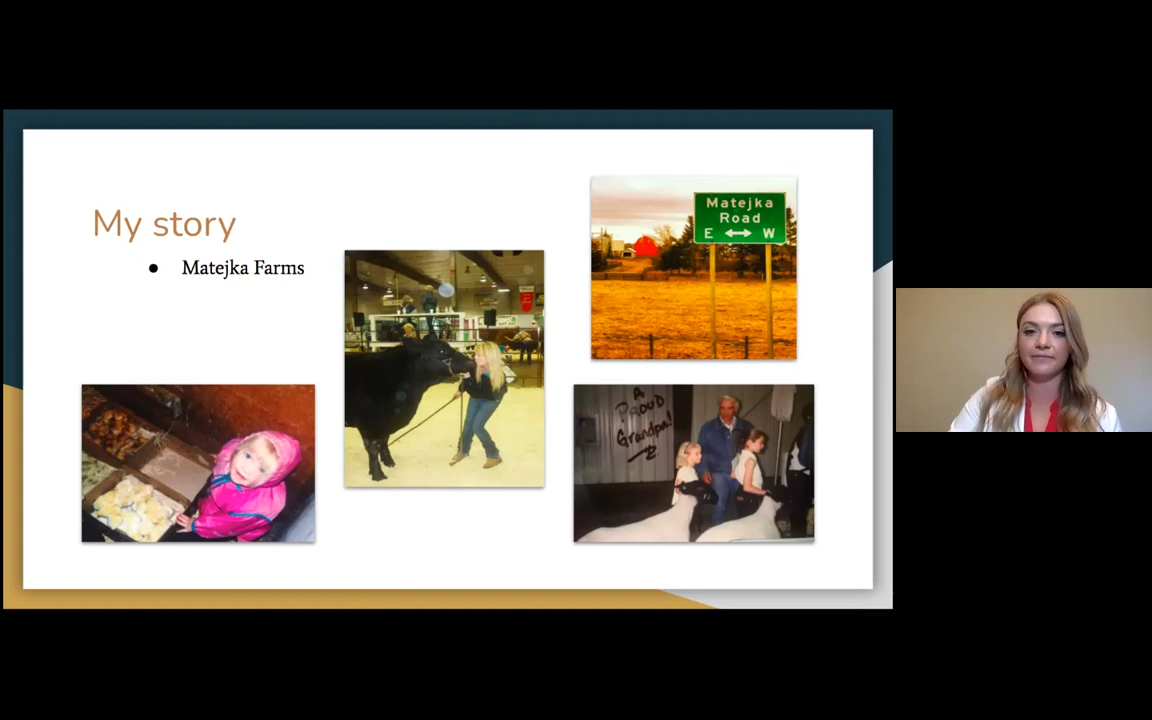 My story
● Matejka Farms
Matejka
Road
E ↔ W
A
Proud
Grandpa!